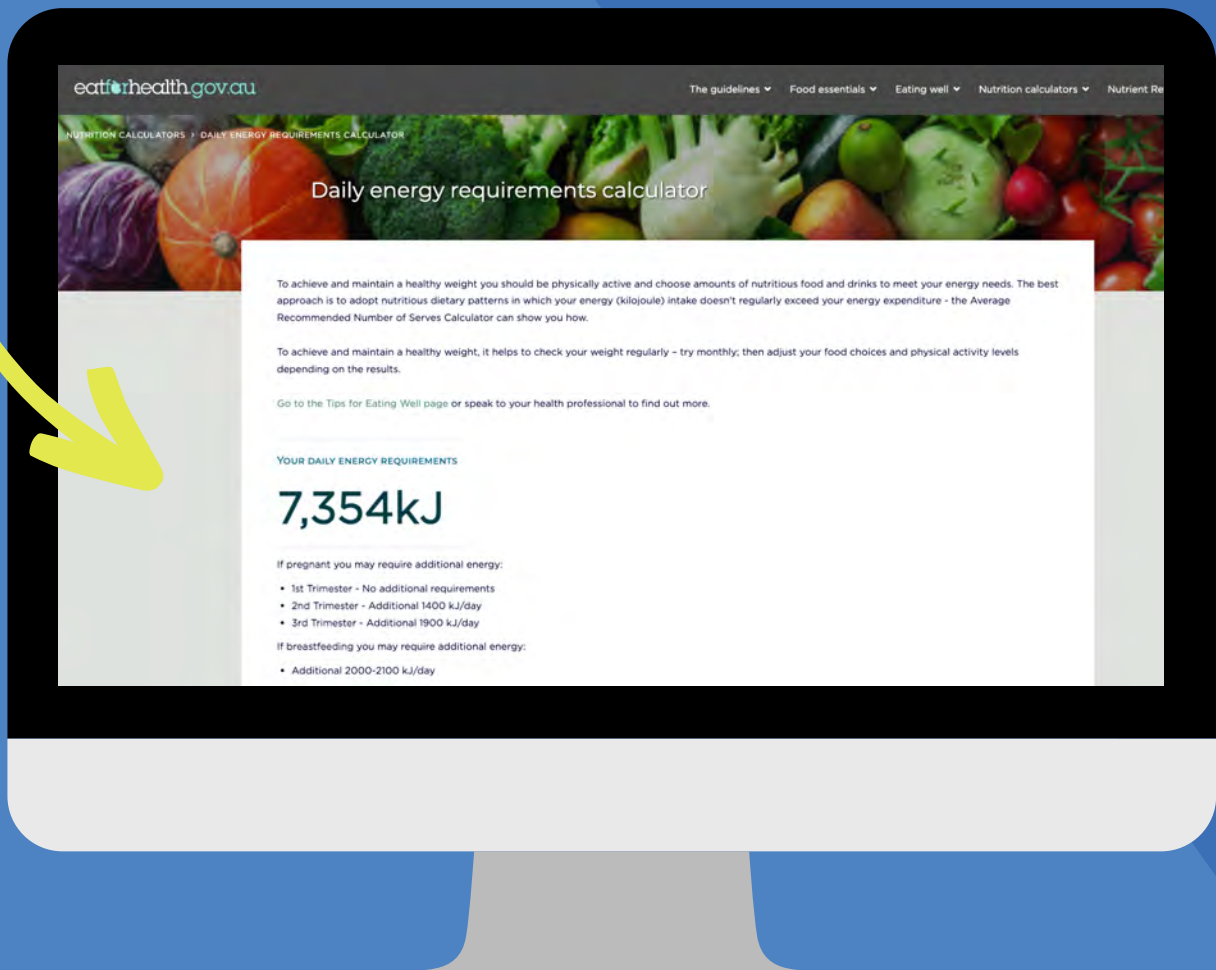 eatforhealth.gov.au
The guidelines
Food essentials
Eating well
Nutrition calculators
Nutrient Re
NUTRITION CALCULATORS › DAILY ENERGY REQUIREMENTS CALCULATOR
Daily energy requirements calculator
To achieve and maintain a healthy weight you should be physically active and choose amounts of nutritious food and drinks to meet your energy needs. The best
approach is to adopt nutritious dietary patterns in which your energy (kilojoule) intake doesn't regularly exceed your energy expenditure - the Average
Recommended Number of Serves Calculator can show you how.
To achieve and maintain a healthy weight, it helps to check your weight regularly – try monthly; then adjust your food choices and physical activity levels
depending on the results.
Go to the Tips for Eating Well page or speak to your health professional to find out more.
YOUR DAILY ENERGY REQUIREMENTS
7,354kJ
If pregnant you may require additional energy:
• 1st Trimester - No additional requirements
• 2nd Trimester - Additional 1400 kJ/day
• 3rd Trimester - Additional 1900 kJ/day
If breastfeeding you may require additional energy:
• Additional 2000-2100 kJ/day